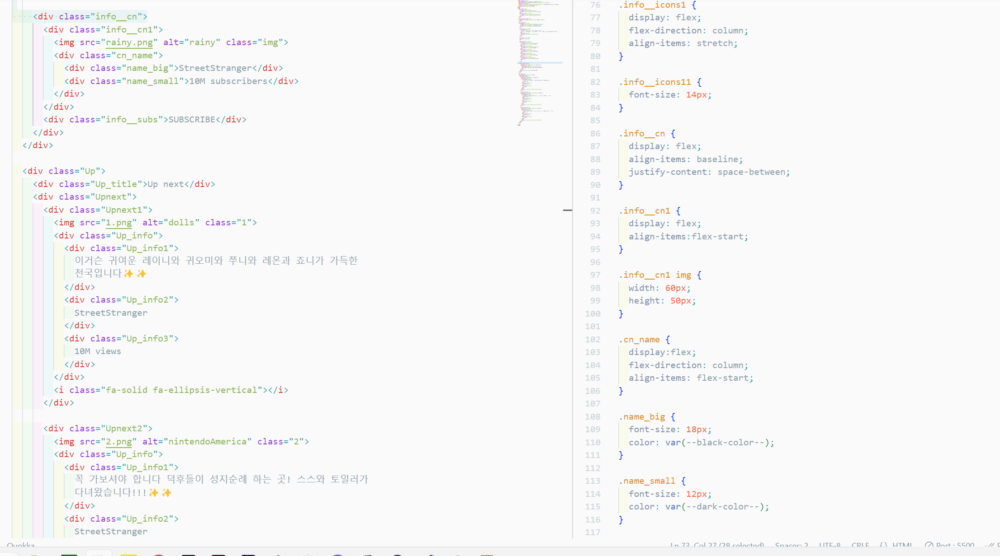 <div class="info__cn">
<div class="info__cn1">
<img src="rainy.png" alt="rainy" class="img">
<div class="cn_name">
<div class="name_big">StreetStranger</div>
<div class="name_small">10M subscribers</div>
</div>
</div>
<div class="info__subs">SUBSCRIBE</div>
</div>
</div>
<div class="Up">
<div class="Up_title">Up next</div>
<div class="Upnext">
<div class="Upnext1">
<img src="1.png" alt="dolls" class="1">
<div class="Up_info">
<div class="Up_info1">
이거슨 귀여운 레이니와 귀오미와 쭈니와 레온과 죠니가 가득한
천국입니다✨✨
</div>
<div class="Up_info2">
StreetStranger
</div>
<div class="Up_info3">
10M views
</div>
</div>
<i class="fa-solid fa-ellipsis-vertical"></i>
</div>
<div class="Upnext2">
<img src="2.png" alt="nintendoAmerica" class="2">
<div class="Up_info">
<div class="Up_info1">
꼭 가보셔야 합니다 덕후들이 성지순례 하는 곳! 스스와 토일러가
다녀왔습니다!!!✨✨
</div>
<div class="Up_info2">
StreetStranger
76 .info__icons1 {
77 display: flex;
78 flex-direction: column;
79 align-items: stretch;
80 }
81
82 .info__icons11 {
83 font-size: 14px;
84 }
85
86 .info__cn {
87 display: flex;
88 align-items: baseline;
89 justify-content: space-between;
90 }
91
92 .info__cn1 {
93 display: flex;
94 align-items:flex-start;
95 }
96
97 .info__cn1 img {
98 width: 60px;
99 height: 50px;
100 }
101
102 .cn_name {
103 display:flex;
104 flex-direction: column;
105 align-items: flex-start;
106 }
107
108 .name_big {
109 font-size: 18px;
110 color: var(--black-color--);
111 }
112
113 .name_small {
114 font-size: 12px;
115 color: var(--dark-color--);
116 }
117
Quokka
Ln 73, Col 27 (28 selected) Spaces: 2 UTF-8 CRLF {} HTML Port : 5500